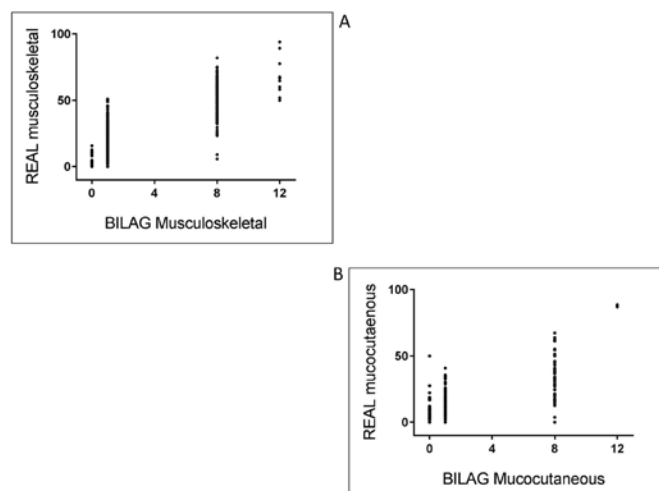 A
REAL musculoskeletal
100
50
0
0 4 8 12
BILAG Musculoskeletal
B
REAL mucocutaenous
100
50
0
0 4 8 12
BILAG Mucocutaneous